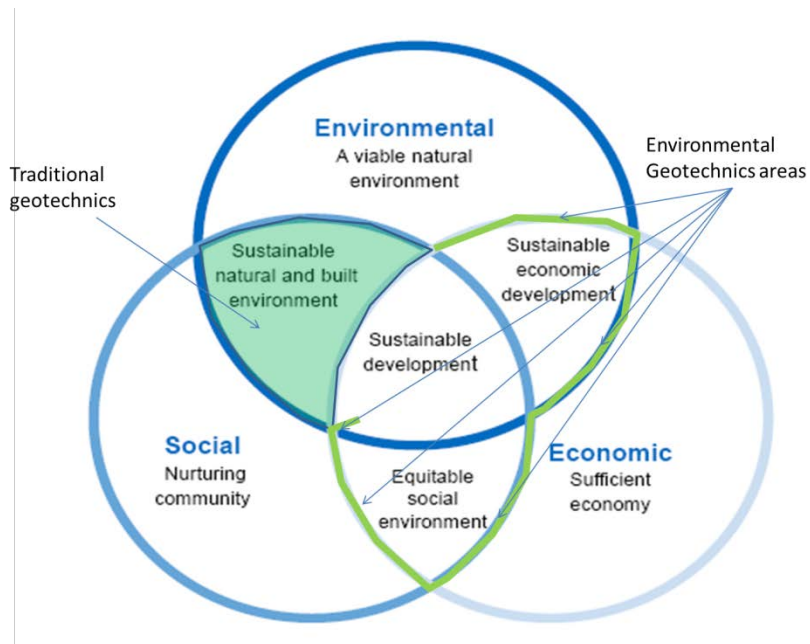 Environmental
A viable natural
environment
Traditional
geotechnics
Environmental
Geotechnics areas
Sustainable
natural and built
environment
Sustainable
economic
development
Sustainable
development
Social
Nurturing
community
Equitable
social
environment
Economic
Sufficient
economy